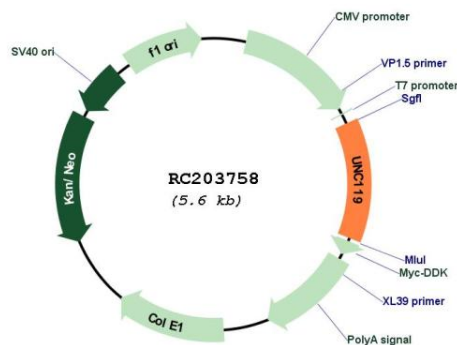 CMV promoter
VP1.5 primer
T7 promoter
SgfI
UNC119
MluI
Myc-DDK
XL39 primer
PolyA signal
Col E1
Kan/ Neo
SV40 ori
f1 ori
RC203758
(5.6 kb)